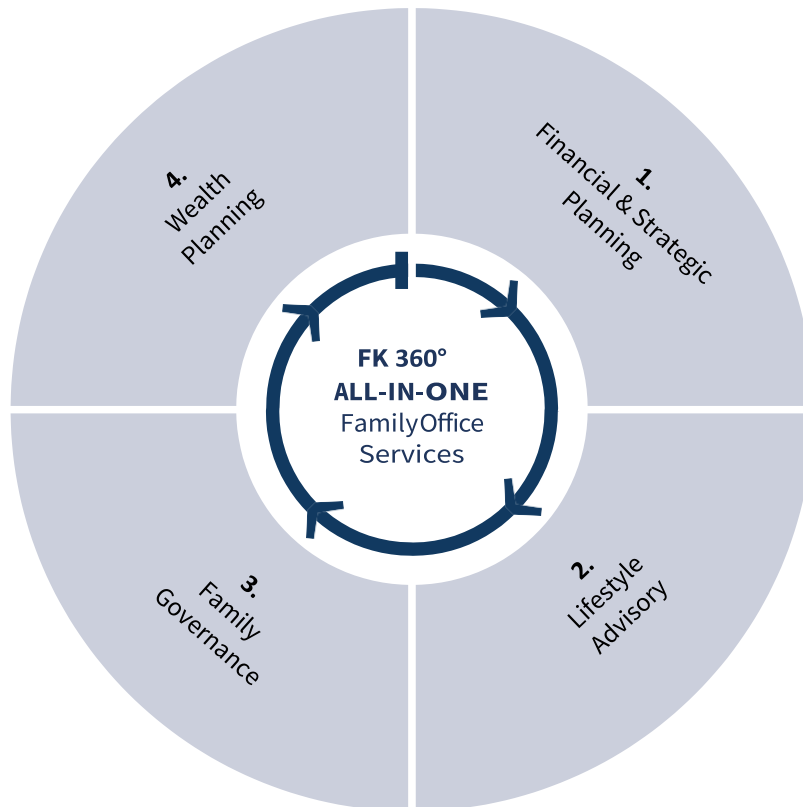 FK 360°
ALL-IN-ONE
FamilyOffice
Services
1.
Financial & Strategic
Planning
2.
Lifestyle
Advisory
3.
Family
Governance
4.
Wealth
Planning